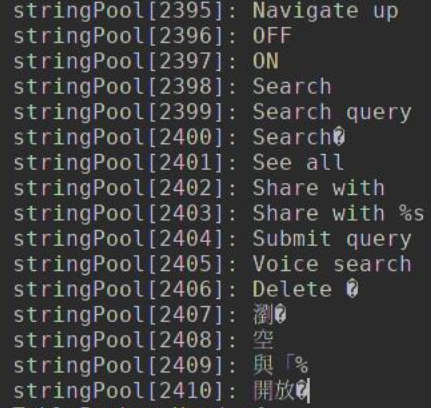 stringPool[2395]: Navigate up
stringPool[2396]: OFF
stringPool[2397]: ON
stringPool[2398]: Search
stringPool[2399]: Search query
stringPool[2400]: Search�
stringPool[2401]: See all
stringPool[2402]: Share with
stringPool[2403]: Share with %s
stringPool[2404]: Submit query
stringPool[2405]: Voice search
stringPool[2406]: Delete �
stringPool[2407]: 瀏�
stringPool[2408]: 空
stringPool[2409]: 與「%
stringPool[2410]: 開放�